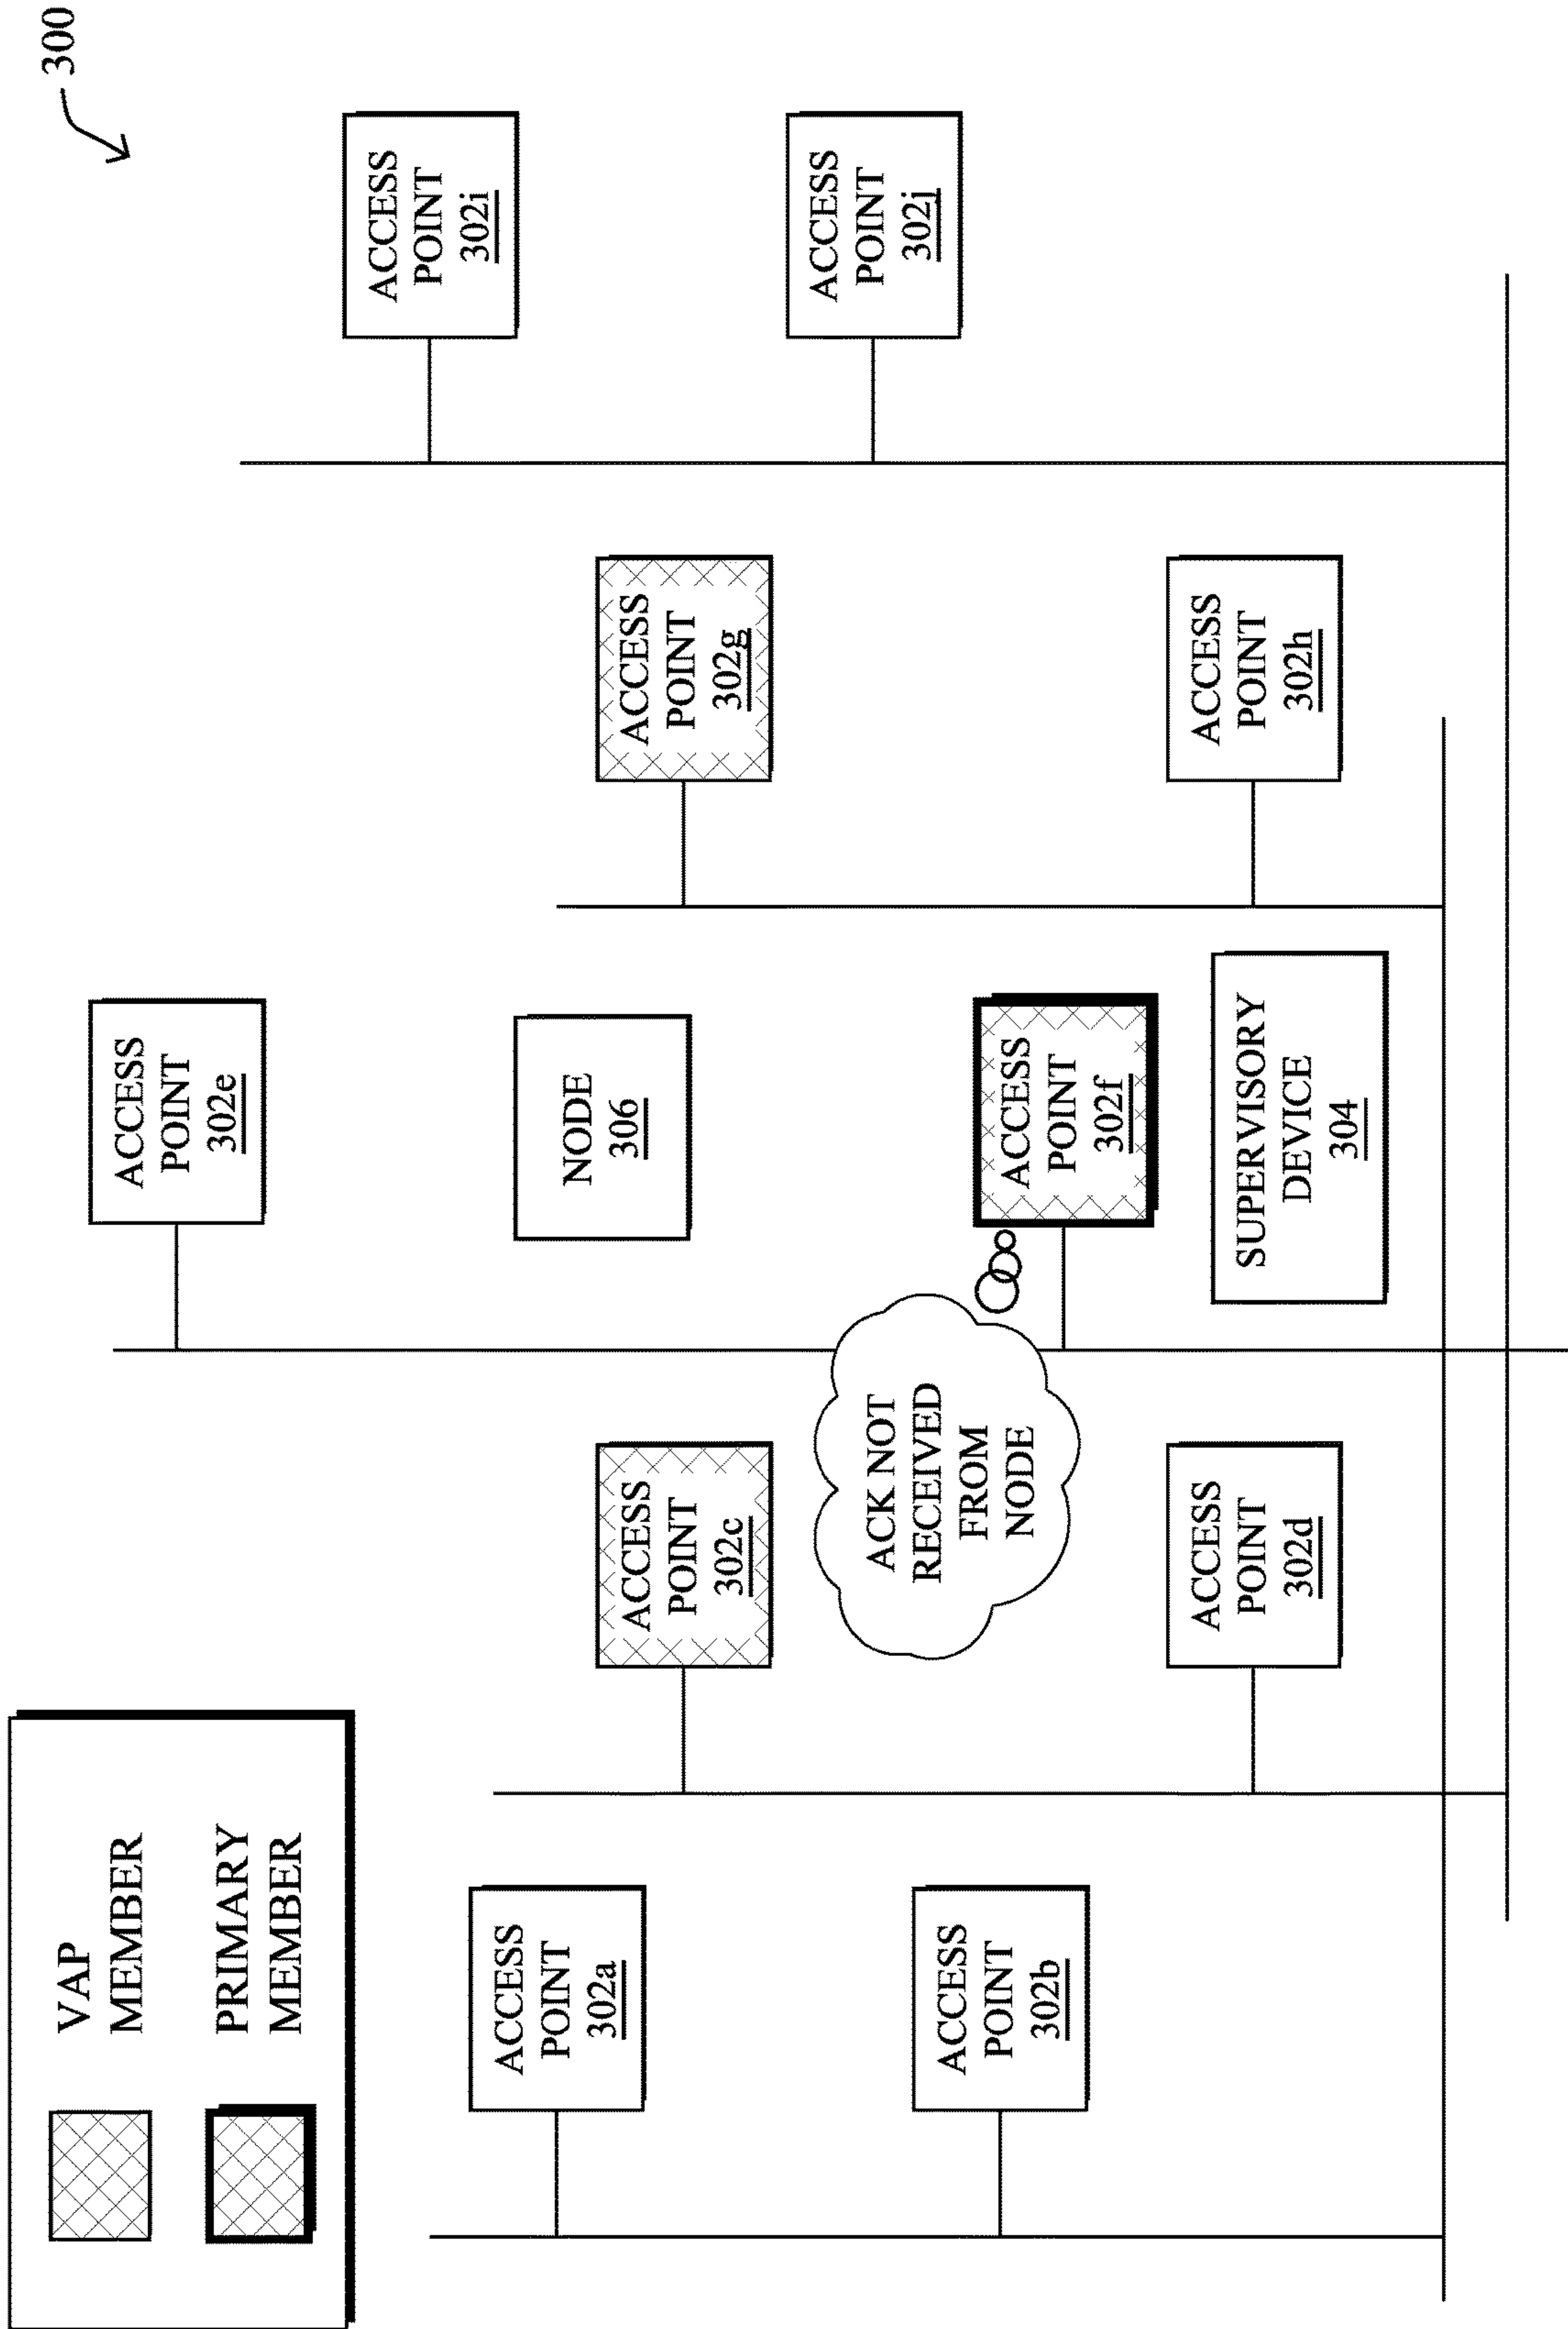 300
VAP
MEMBER
PRIMARY
MEMBER
ACCESS
POINT
302a
ACCESS
POINT
302b
ACCESS
POINT
302c
ACCESS
POINT
302d
ACCESS
POINT
302e
NODE
306
ACK NOT
RECEIVED
FROM
NODE
ACCESS
POINT
302f
SUPERVISORY
DEVICE
304
ACCESS
POINT
302g
ACCESS
POINT
302h
ACCESS
POINT
302i
ACCESS
POINT
302j